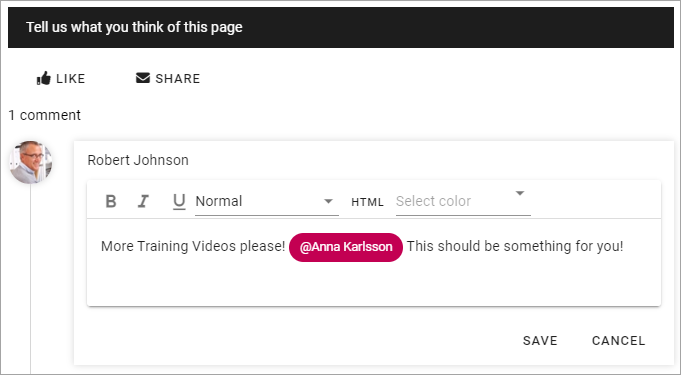 Tell us what you think of this page
LIKE SHARE
1 comment
Robert Johnson
B I U Normal HTML Select color
More Training Videos please! @Anna Karlsson This should be something for you!
SAVE CANCEL